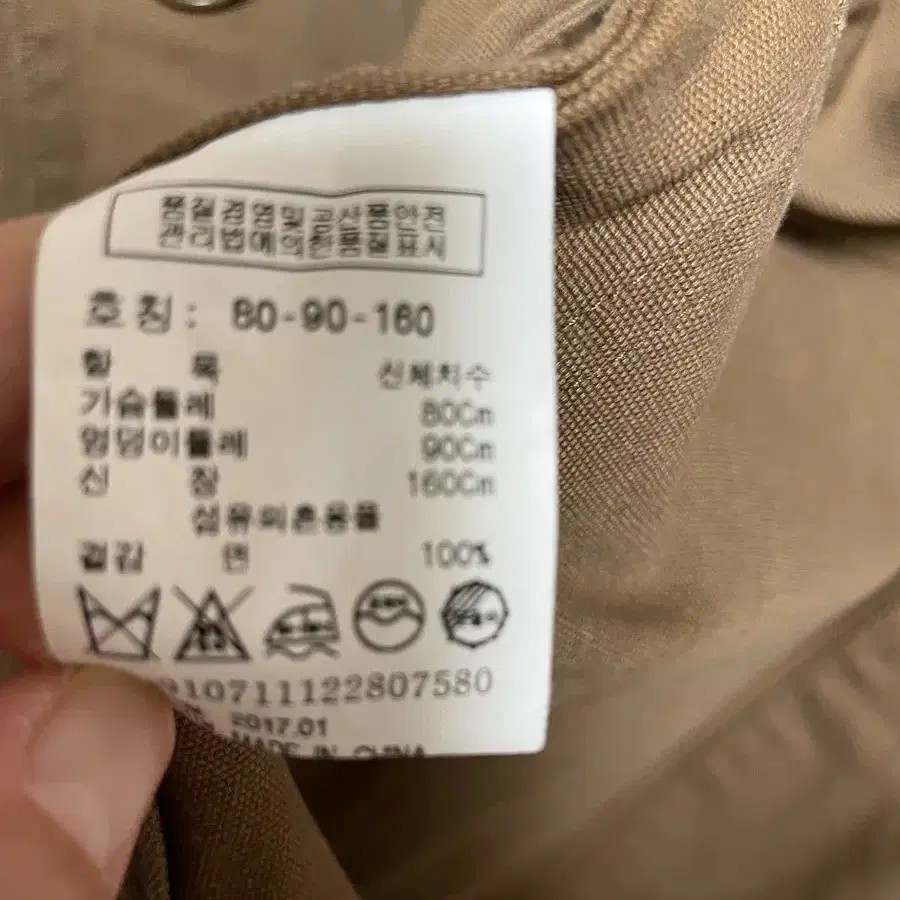 품질경영및공산품안전
관리법에의한품질표시
호칭: 80-90-160
항 목 신체치수
가슴둘레 80Cm
엉덩이둘레 90Cm
신 장 160Cm
섬유의혼용률
겉감 면 100%
10711122807580
2017.01
MADE IN CHINA